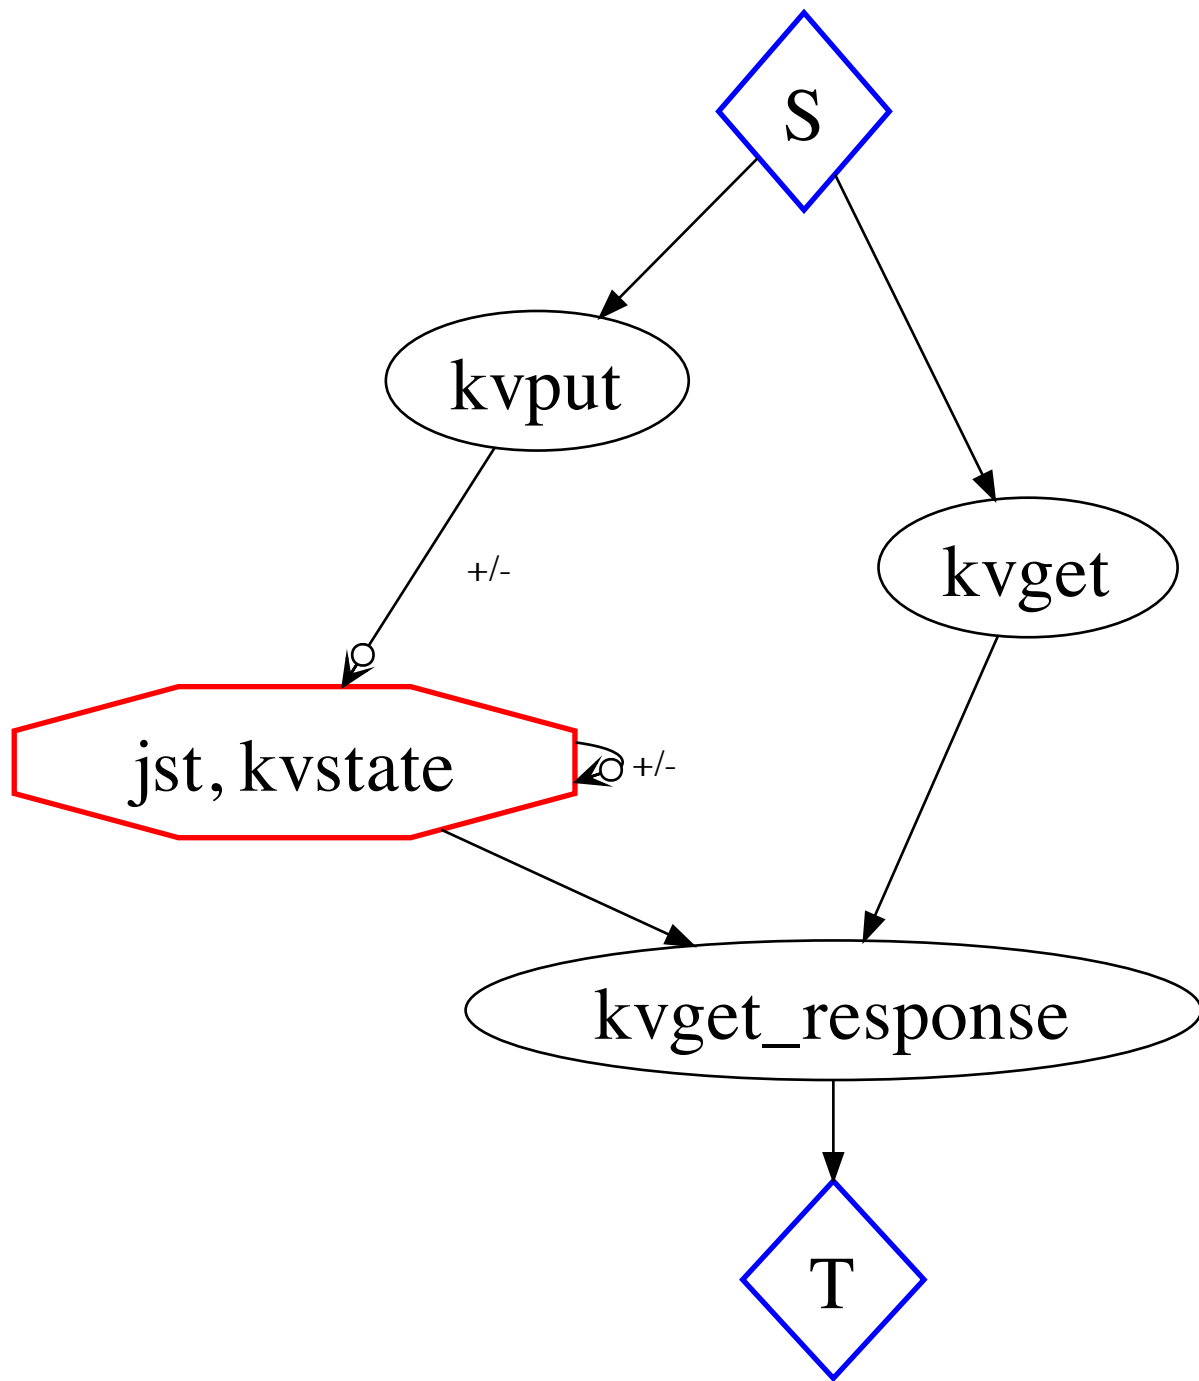 S
kvput
+/-
kvget
jst, kvstate
+/-
kvget_response
T